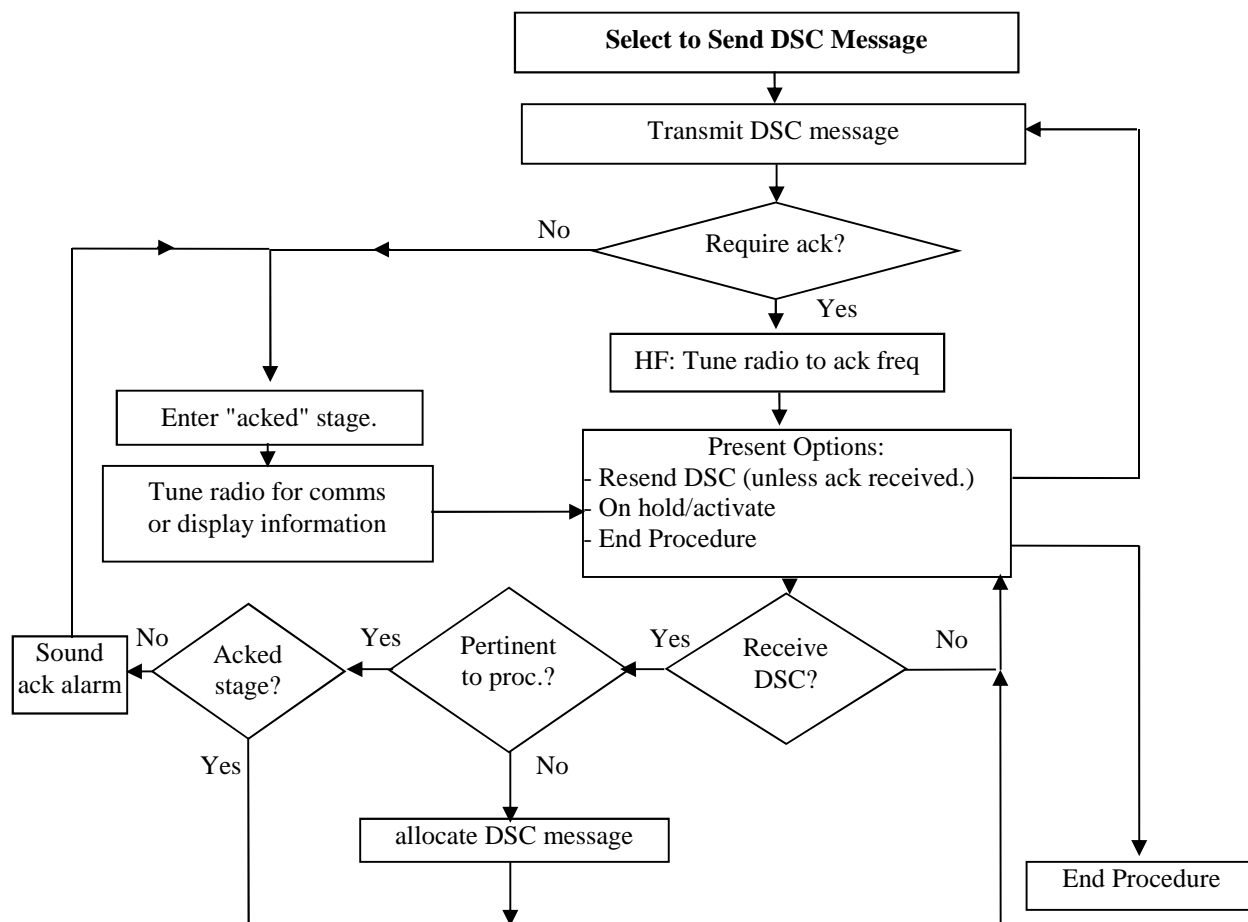 Select to Send DSC Message
Transmit DSC message
No
Require ack?
Yes
HF: Tune radio to ack freq
Enter "acked" stage.
Tune radio for comms
or display information
Present Options:
- Resend DSC (unless ack received.)
- On hold/activate
- End Procedure
Sound
ack alarm
No
Acked
stage?
Yes
Pertinent
to proc.?
Yes
Receive
DSC?
No
Yes
No
allocate DSC message
End Procedure